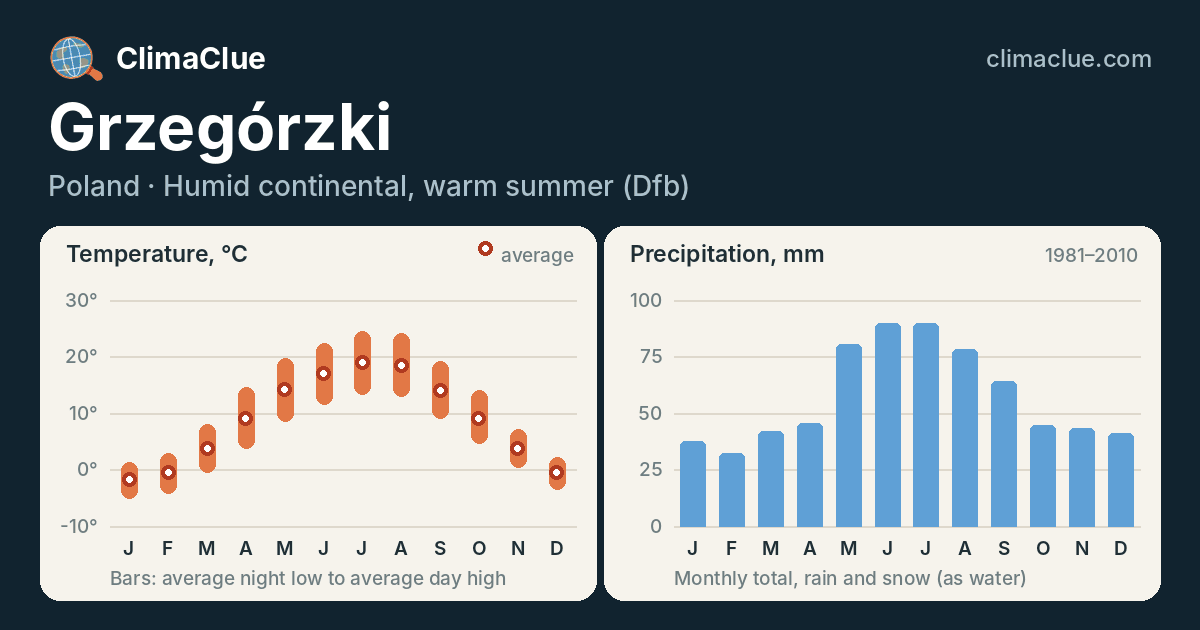 ClimaClue
climaclue.com
Grzegórzki
Poland · Humid continental, warm summer (Dfb)
Temperature, °C
average
30°
20°
10°
0°
-10°
J F M A M J J A S O N D
Bars: average night low to average day high
Precipitation, mm
1981–2010
100
75
50
25
0
J F M A M J J A S O N D
Monthly total, rain and snow (as water)